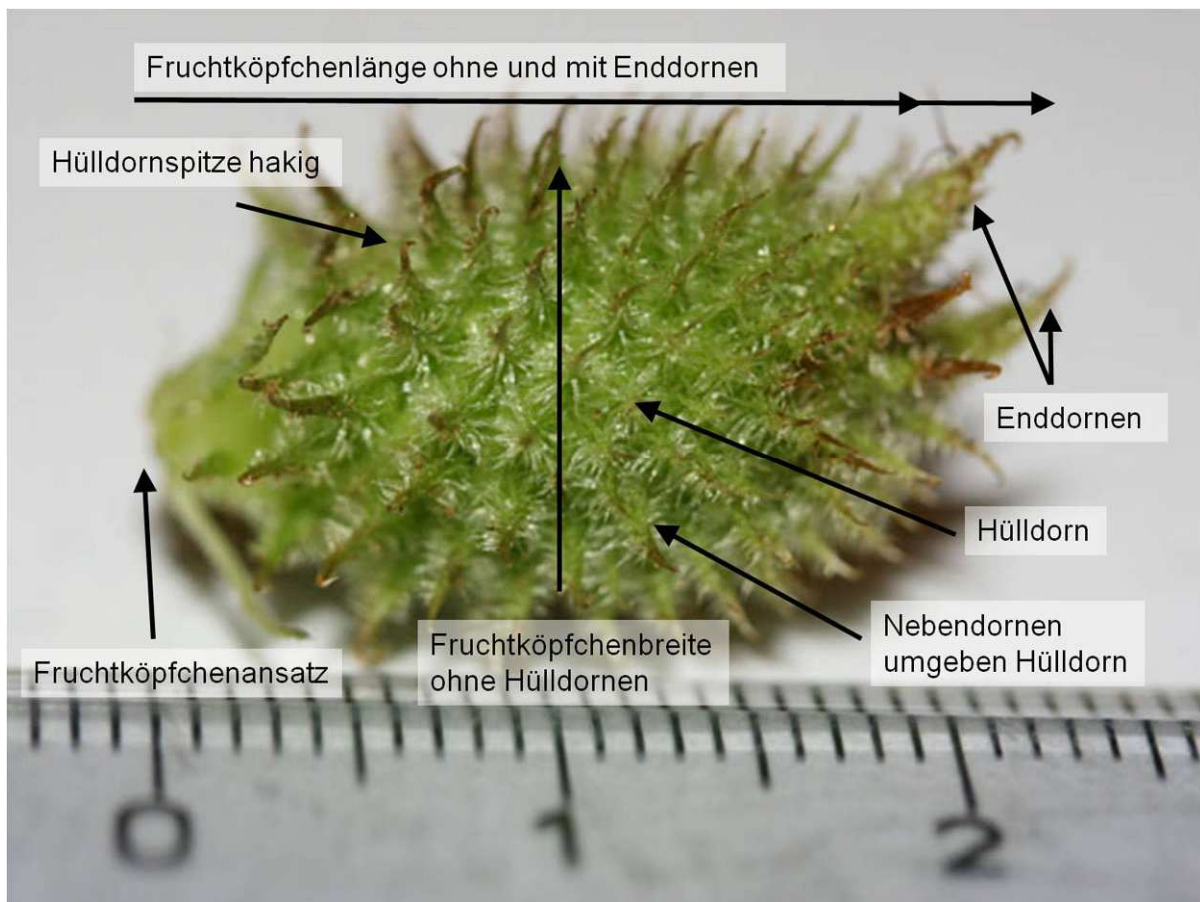 Fruchtköpfchenlänge ohne und mit Enddornen
Hülldornspitze hakig
Enddornen
Hülldorn
Nebendornen
umgeben Hülldorn
Fruchtköpfchenbreite
ohne Hülldornen
Fruchtköpfchenansatz
0 1 2